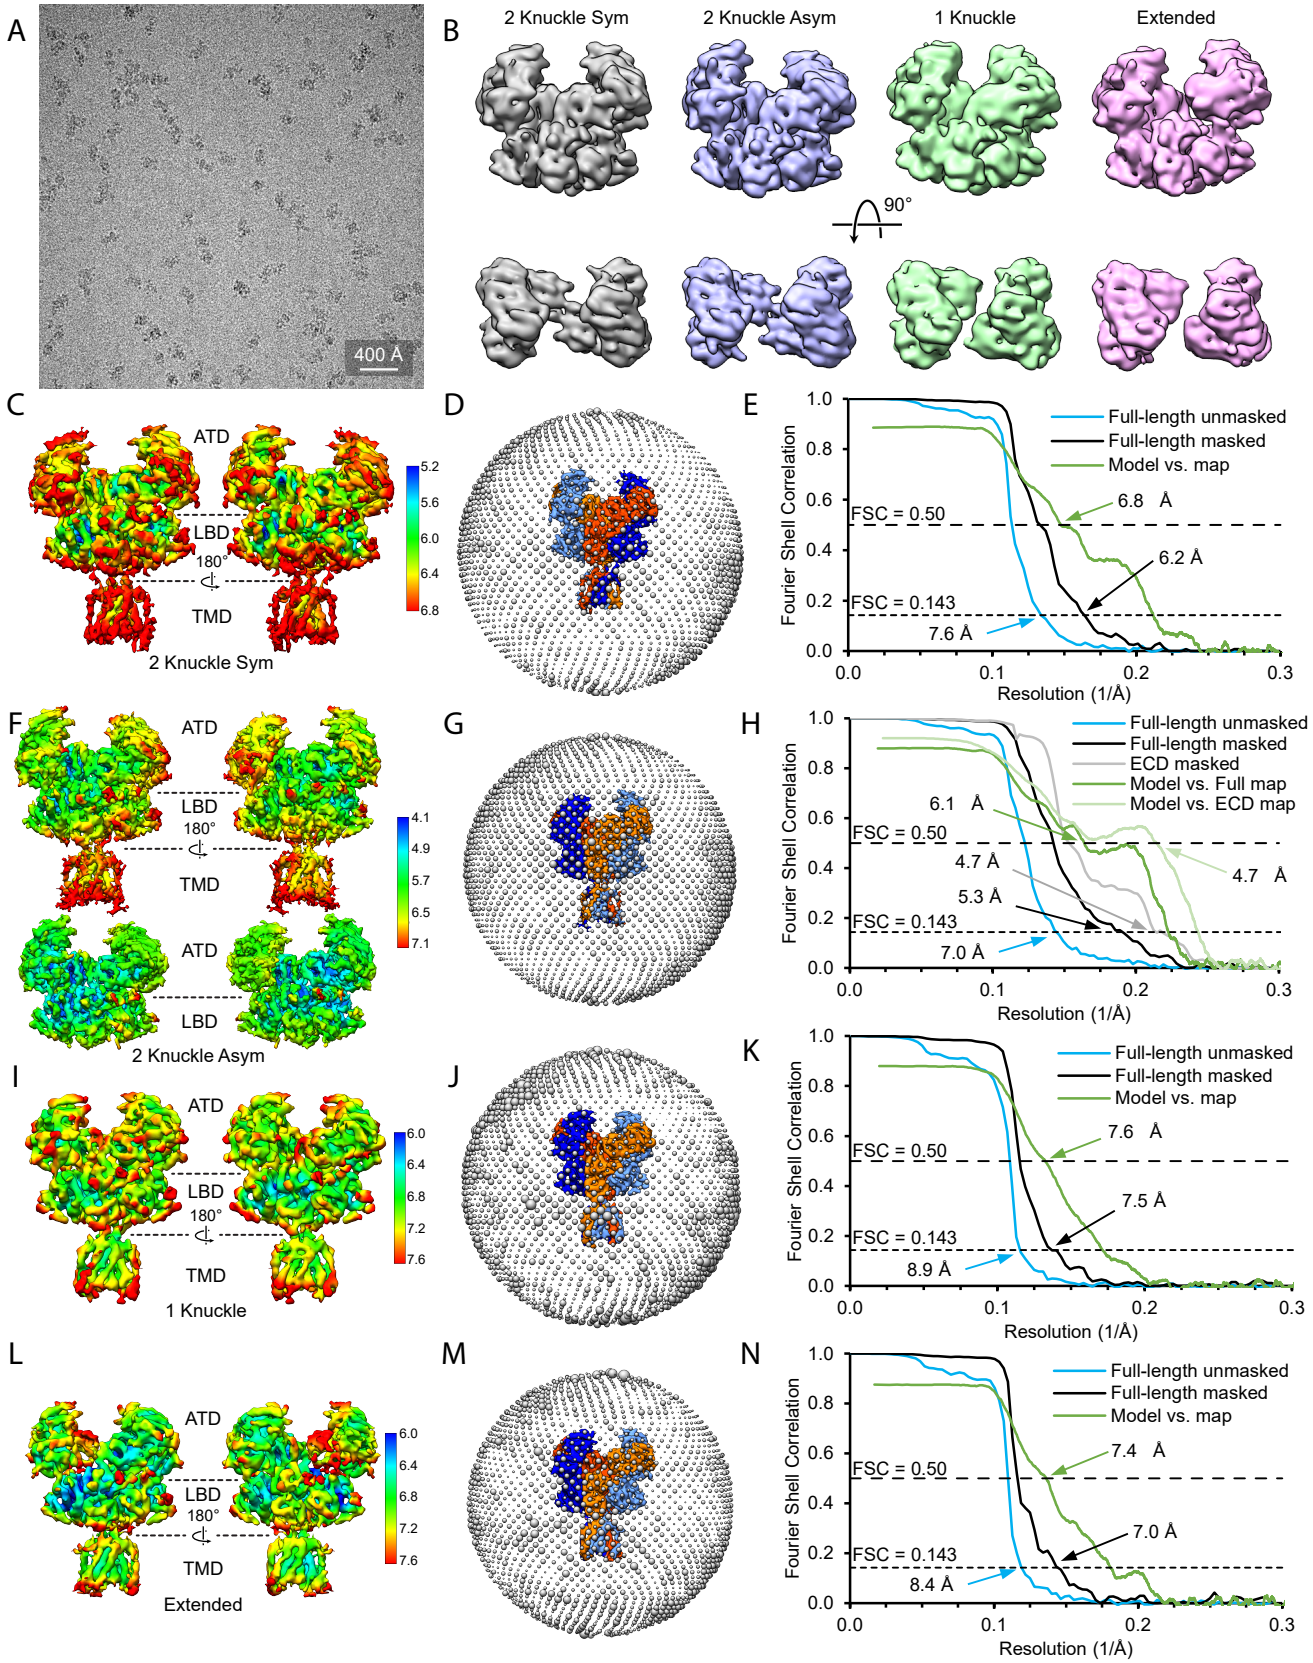 A
400 Å
B
2 Knuckle Sym
2 Knuckle Asym
1 Knuckle
Extended
90°
C
ATD
LBD
180°
TMD
2 Knuckle Sym
5.2
5.6
6.0
6.4
6.8
D
E
Fourier Shell Correlation
1.0
0.8
0.6
0.4
0.2
0.0
Full-length unmasked
Full-length masked
Model vs. map
6.8 Å
FSC = 0.50
6.2 Å
FSC = 0.143
7.6 Å
0.0
0.1
0.2
0.3
Resolution (1/Å)
F
ATD
LBD
180°
TMD
ATD
LBD
2 Knuckle Asym
4.1
4.9
5.7
6.5
7.1
G
H
Fourier Shell Correlation
1.0
0.8
0.6
0.4
0.2
0.0
Full-length unmasked
Full-length masked
ECD masked
Model vs. Full map
Model vs. ECD map
6.1 Å
FSC = 0.50
4.7 Å
4.7 Å
5.3 Å
FSC = 0.143
7.0 Å
0.0
0.1
0.2
0.3
Resolution (1/Å)
I
ATD
LBD
180°
TMD
1 Knuckle
6.0
6.4
6.8
7.2
7.6
J
K
Fourier Shell Correlation
1.0
0.8
0.6
0.4
0.2
0.0
Full-length unmasked
Full-length masked
Model vs. map
7.6 Å
FSC = 0.50
7.5 Å
FSC = 0.143
8.9 Å
0.0
0.1
0.2
0.3
Resolution (1/Å)
L
ATD
LBD
180°
TMD
Extended
6.0
6.4
6.8
7.2
7.6
M
N
Fourier Shell Correlation
1.0
0.8
0.6
0.4
0.2
0.0
Full-length unmasked
Full-length masked
Model vs. map
7.4 Å
FSC = 0.50
7.0 Å
FSC = 0.143
8.4 Å
0.0
0.1
0.2
0.3
Resolution (1/Å)